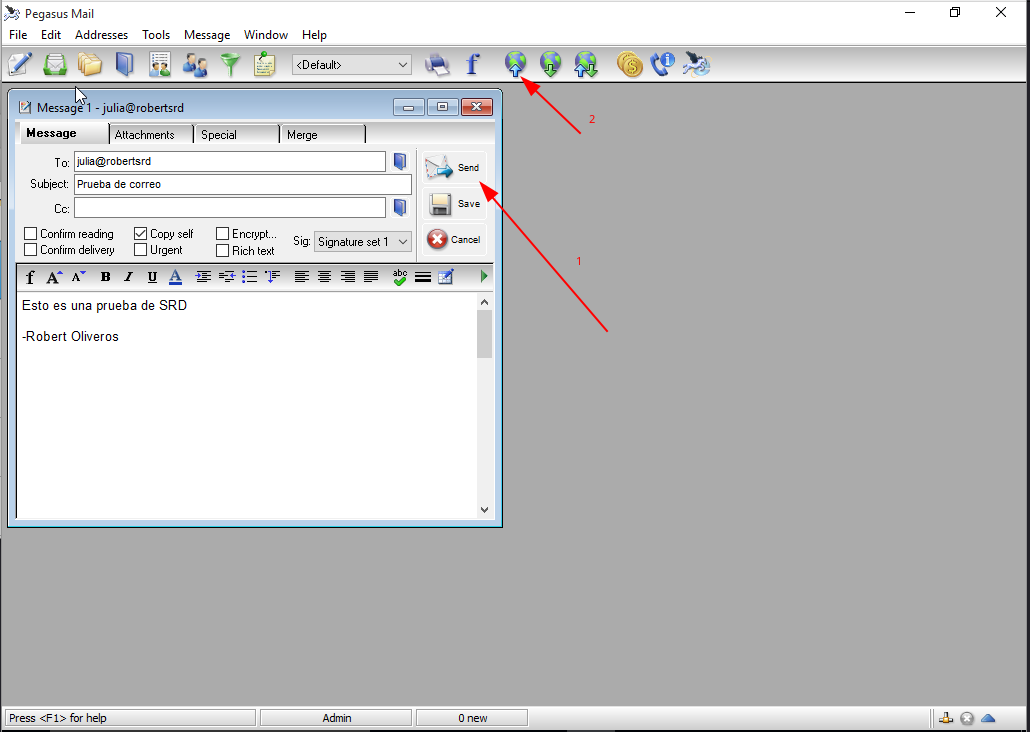 Pegasus Mail
File Edit Addresses Tools Message Window Help
<Default>
f
2
Message 1 - julia@robertsrd
Message Attachments Special Merge
To: julia@robertsrd
Send
Subject: Prueba de correo
Cc:
Save
Confirm reading Copy self Encrypt... Sig: Signature set 1
Cancel
Confirm delivery Urgent Rich text
1
f A A B I U A abc
Esto es una prueba de SRD
-Robert Oliveros
Press <F1> for help Admin 0 new